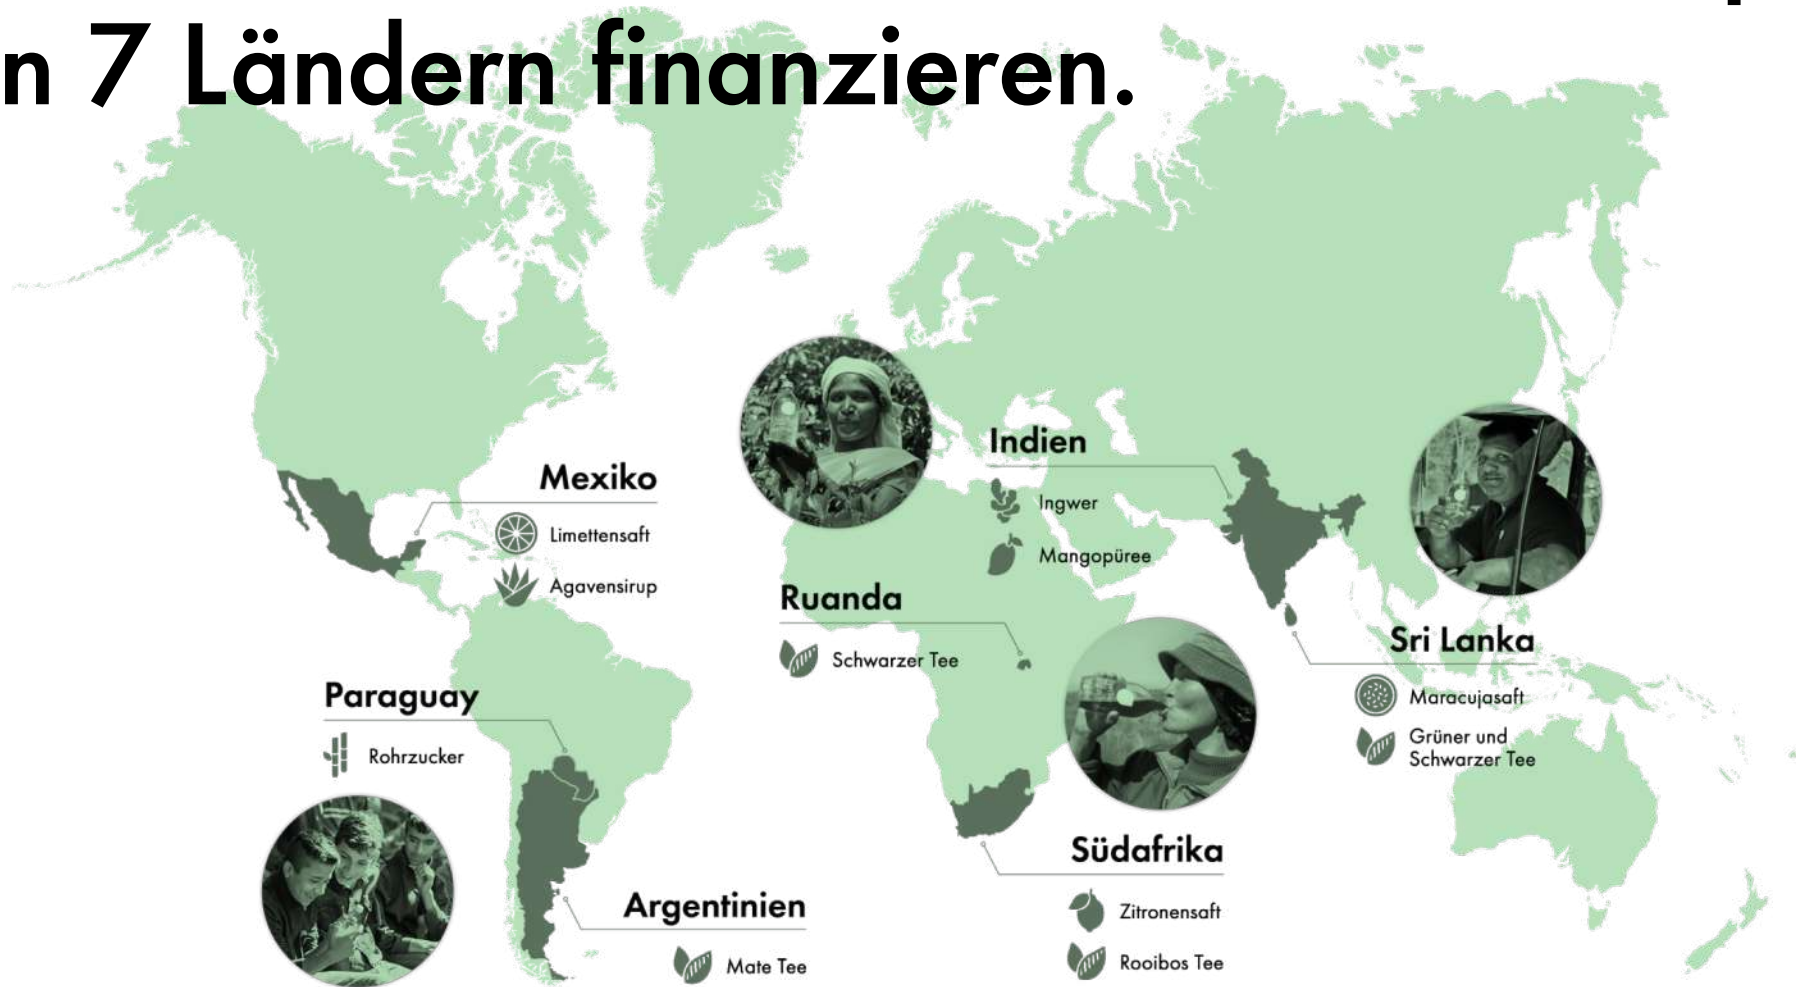 n 7 Ländern finanzieren.
Mexiko
Limettensaft
Agavensirup
Indien
Ingwer
Mangopüree
Ruanda
Schwarzer Tee
Sri Lanka
Maracujasaft
Grüner und
Schwarzer Tee
Paraguay
Rohrzucker
Südafrika
Zitronensaft
Rooibos Tee
Argentinien
Mate Tee